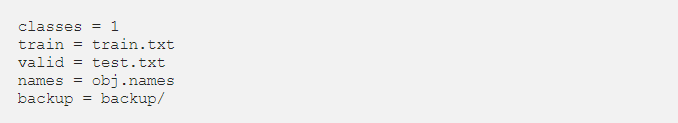 classes = 1
train = train.txt
valid = test.txt
names = obj.names
backup = backup/